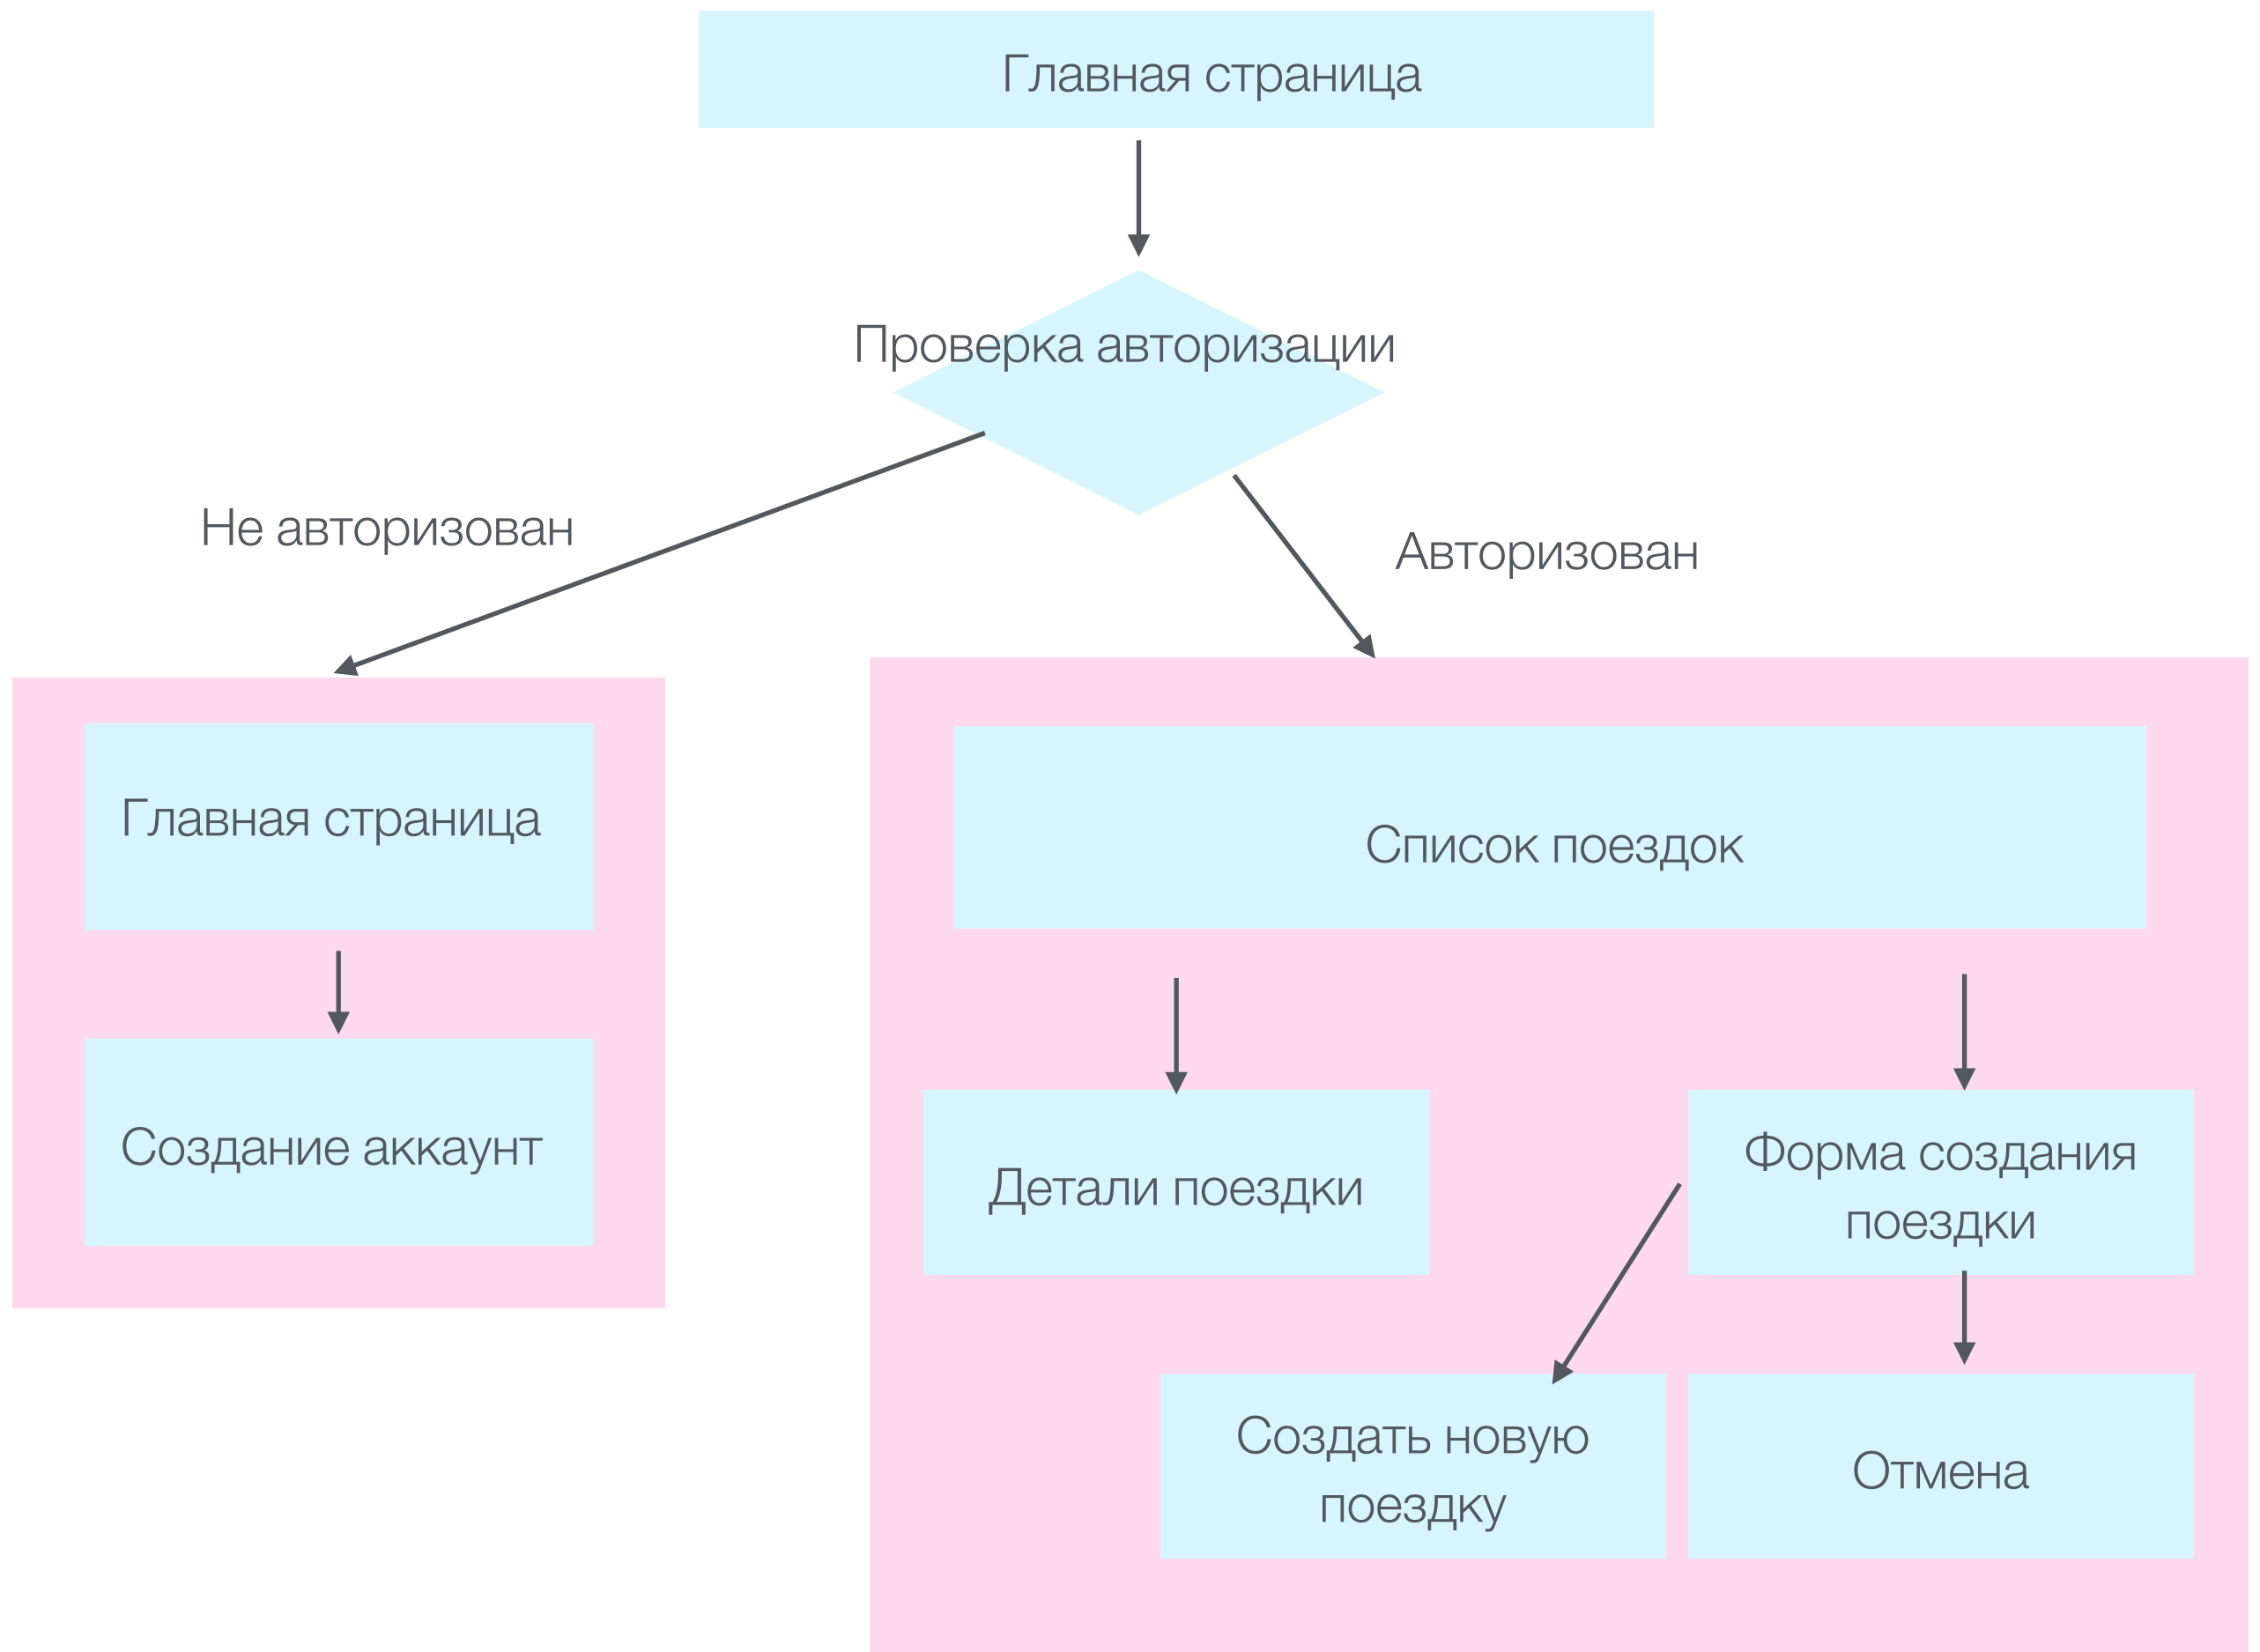 Главная страница
Проверка авторизации
Не авторизован
Авторизован
Главная страница
Список поездок
Создание аккаунт
Детали поездки
Форма создания
поездки
Создать новую
поездку
Отмена